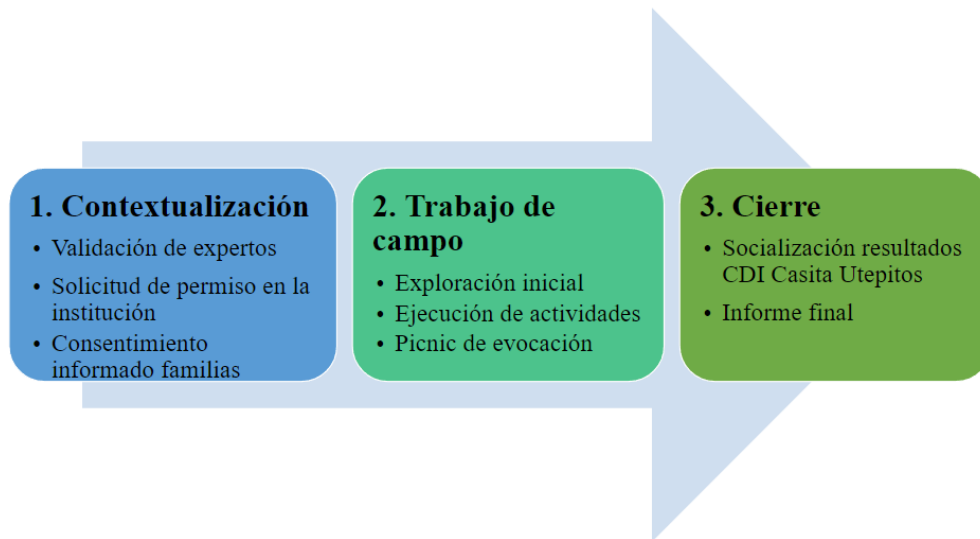 1. Contextualización
• Validación de expertos
• Solicitud de permiso en la
institución
• Consentimiento
informado familias
2. Trabajo de
campo
• Exploración inicial
• Ejecución de actividades
• Picnic de evocación
3. Cierre
• Socialización resultados
CDI Casita Utepitos
• Informe final